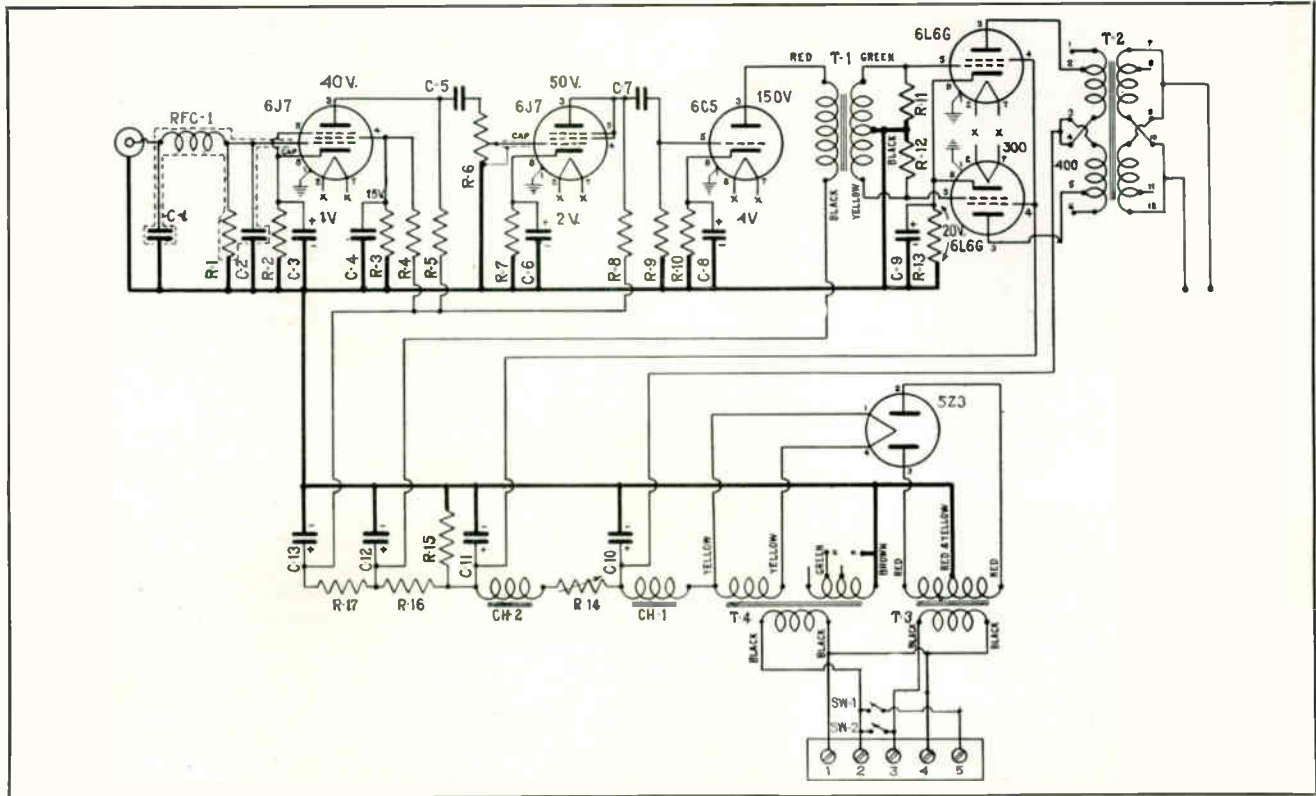 RFC-1
6J7
40V.
C-5
6J7
50V.
C-7
6C5
150V
RED
T-1
GREEN
6L6G
T-2
CAP
15V
1V
C-1
R-1
C-2
R-2
C-3
C-4
R-3
R-4
R-5
R-6
CAP
2V.
R-7
C-6
R-8
R-9
R-10
4V
C-8
BLACK
YELLOW
BLACK
R-11
R-12
300
400
20V.
6L6G
C-9
R-13
5Z3
C-13
C-12
R-15
C-11
C-10
YELLOW
YELLOW
GREEN
BROWN
RED
RED & YELLOW
RED
R-17
R-16
CH-2
R-14
CH-1
T-4
T-3
BLACK
BLACK
BLACK
BLACK
SW-1
SW-2
1 2 3 4 5